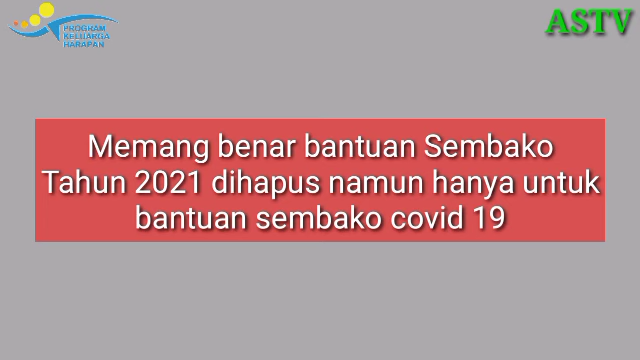 PROGRAM
KELUARGA
HARAPAN
ASTV
Memang benar bantuan Sembako
Tahun 2021 dihapus namun hanya untuk
bantuan sembako covid 19